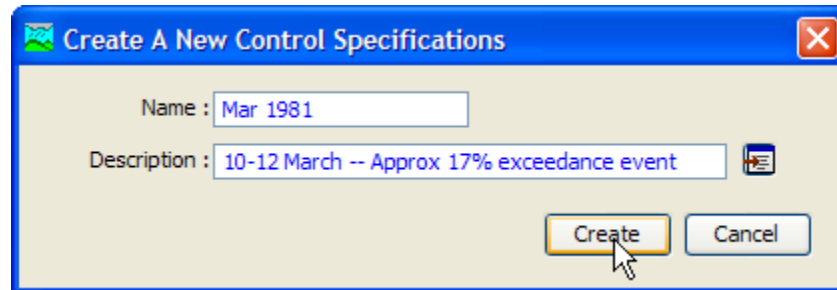 Create A New Control Specifications
Name : Mar 1981
Description : 10-12 March -- Approx 17% exceedance event
Create Cancel